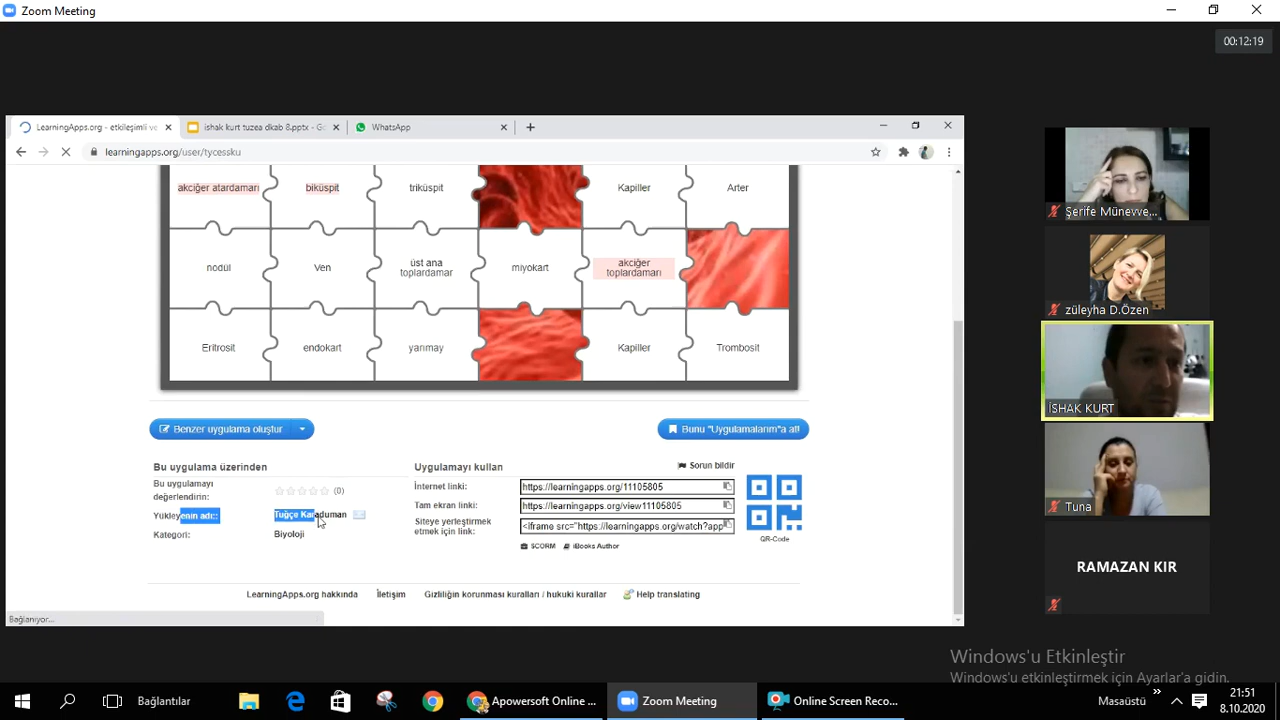 Zoom Meeting
00:12:19
LearningApps.org - etkileşimli ve
ishak kurt tuzea dkab 8.pptx - Go
WhatsApp
learningapps.org/user/tycessku
akciğer atardamarı
biküspit
triküspit
Kapiller
Arter
nodül
Ven
üst ana
toplardamar
miyokart
akciğer
toplardamarı
Eritrosit
endokart
yarımay
Kapiller
Trombosit
Benzer uygulama oluştur
Bunu "Uygulamalarım"a at!
Bu uygulama üzerinden
Bu uygulamayı
değerlendirin:
(0)
Yükleyenin adı::
Tuğçe Karaduman
Kategori:
Biyoloji
Uygulamayı kullan
Sorun bildir
İnternet linki:
https://learningapps.org/11105805
Tam ekran linki:
https://learningapps.org/view11105805
Siteye yerleştirmek
etmek için link:
<iframe src="https://learningapps.org/watch?app
SCORM
iBooks Author
QR-Code
LearningApps.org hakkında
İletişim
Gizliliğin korunması kuralları / hukuki kurallar
Help translating
Bağlanıyor...
Şerife Münevve...
züleyha D.Özen
İSHAK KURT
Tuna
RAMAZAN KIR
Windows'u Etkinleştir
Windows'u etkinleştirmek için Ayarlar'a gidin.
Bağlantılar
Apowersoft Online ...
Zoom Meeting
Online Screen Reco...
Masaüstü
21:51
8.10.2020